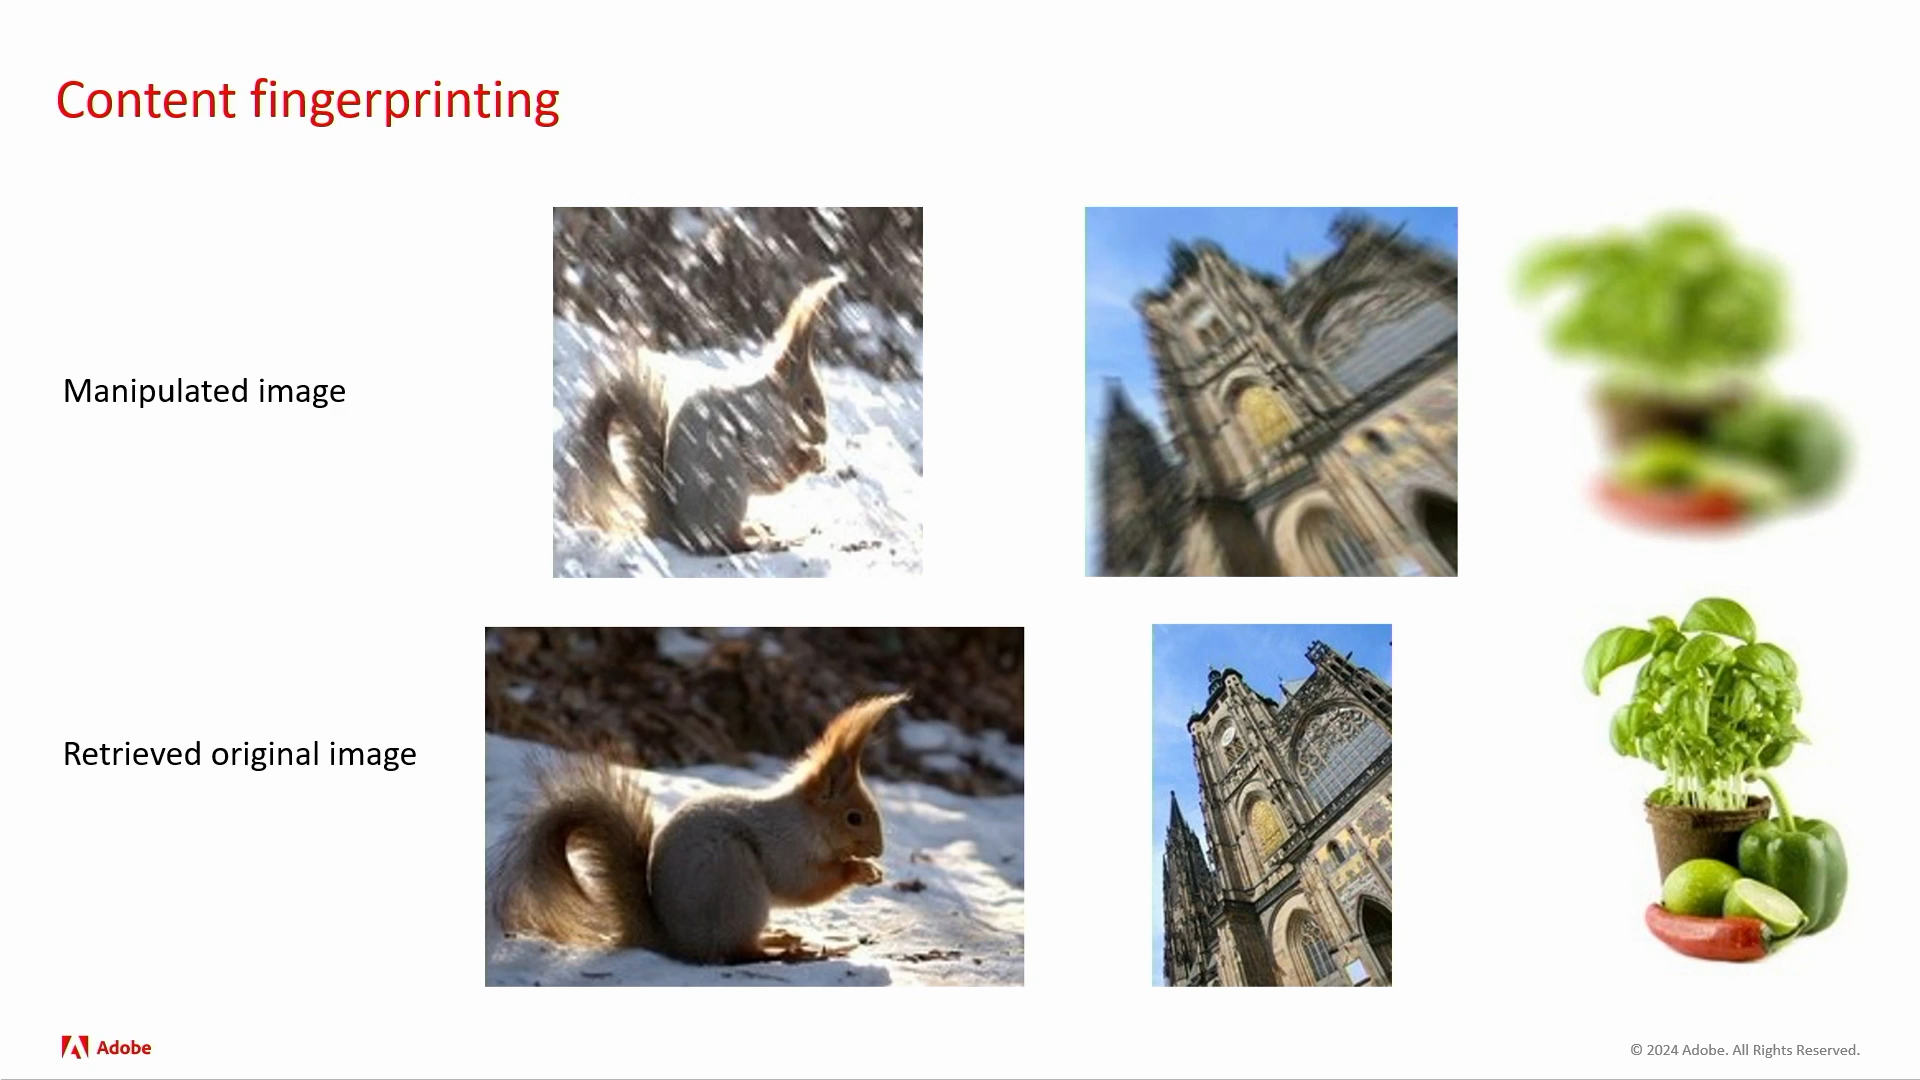 Content fingerprinting
Manipulated image
Retrieved original image
Adobe
© 2024 Adobe. All Rights Reserved.